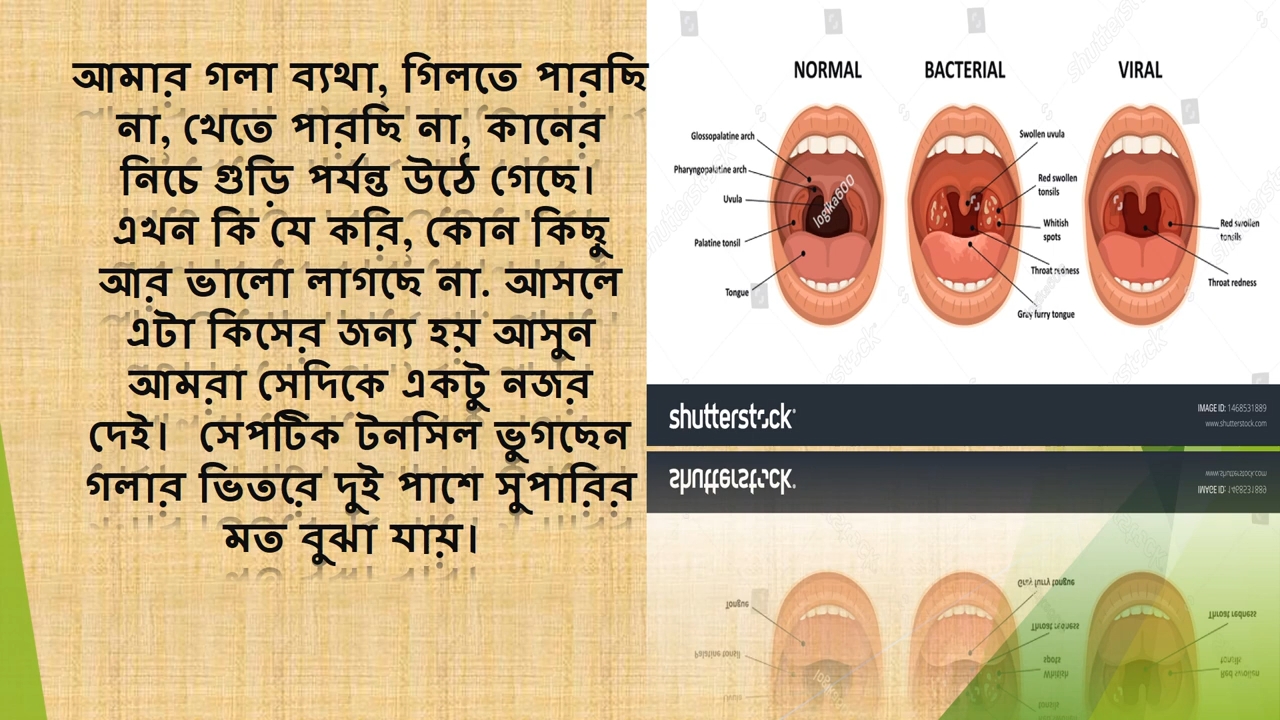 আমার গলা ব্যথা, গিলতে পারছি
না, খেতে পারছি না, কানের
নিচে গুড়ি পর্যন্ত উঠে গেছে।
এখন কি যে করি, কোন কিছু
আর ভালো লাগছে না. আসলে
এটা কিসের জন্য হয় আসুন
আমরা সেদিকে একটু নজর
দেই। সেপটিক টনসিল ভুগছেন
গলার ভিতরে দুই পাশে সুপারির
মত বুঝা যায়।
NORMAL
BACTERIAL
VIRAL
Glossopalatine arch
Pharyngopalatine arch
Uvula
Palatine tonsil
Tongue
Swollen uvula
Red swollen
tonsils
Whitish
spots
Throat redness
Gray furry tongue
Red swollen
tonsils
Throat redness
logika600
shutterstock
IMAGE ID: 1468531889
www.shutterstock.com